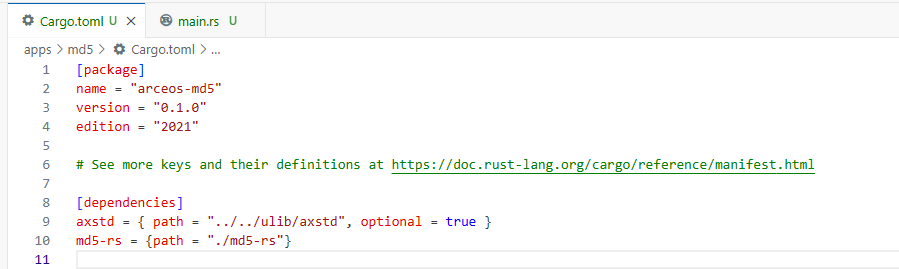 Cargo.toml U × main.rs U
apps > md5 > Cargo.toml > ...
1 [package]
2 name = "arceos-md5"
3 version = "0.1.0"
4 edition = "2021"
5
6 # See more keys and their definitions at https://doc.rust-lang.org/cargo/reference/manifest.html
7
8 [dependencies]
9 axstd = { path = "../../ulib/axstd", optional = true }
10 md5-rs = {path = "./md5-rs"}
11